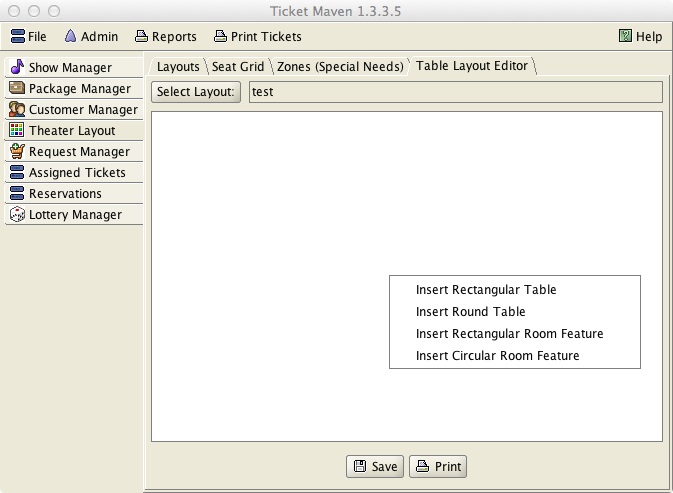 Ticket Maven 1.3.3.5
File Admin Reports Print Tickets Help
Show Manager
Package Manager
Customer Manager
Theater Layout
Request Manager
Assigned Tickets
Reservations
Lottery Manager
Layouts Seat Grid Zones (Special Needs) Table Layout Editor
Select Layout: test
Insert Rectangular Table
Insert Round Table
Insert Rectangular Room Feature
Insert Circular Room Feature
Save Print